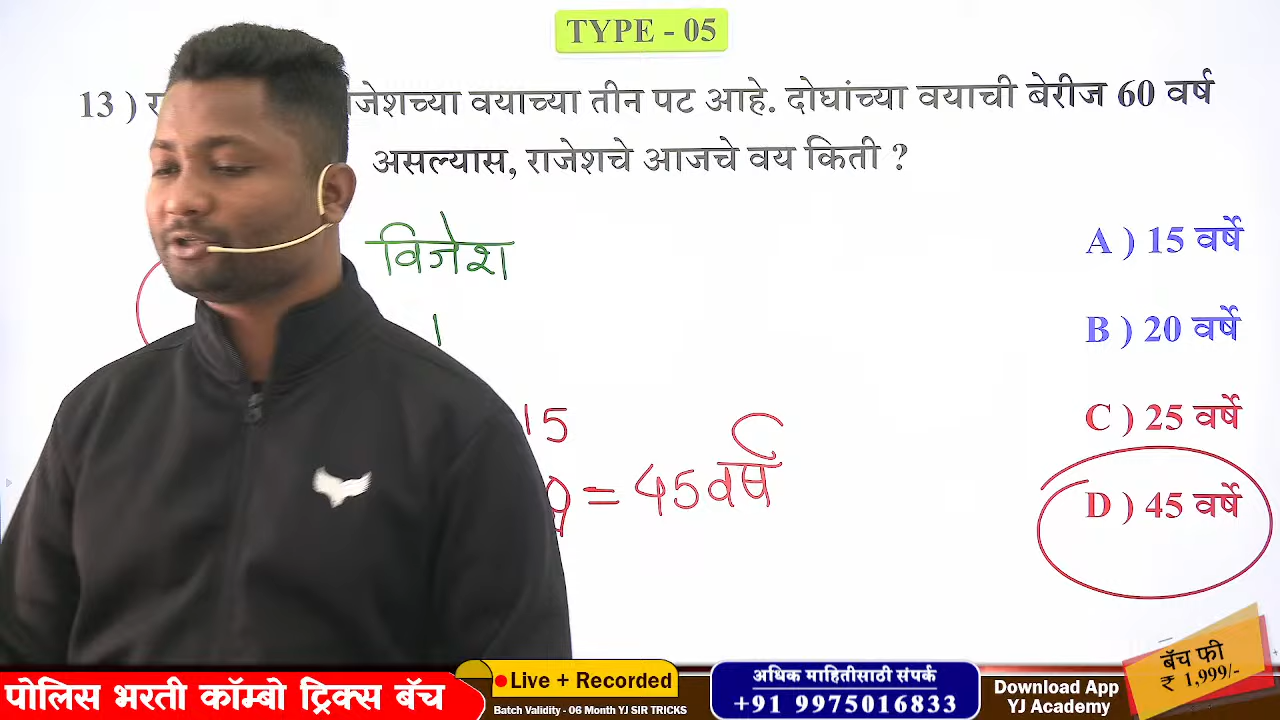 TYPE - 05
13 ) जेशच्या वयाच्या तीन पट आहे. दोघांच्या वयाची बेरीज 60 वर्ष
असल्यास, राजेशचे आजचे वय किती ?
विजेश
1
15
= 45 वर्ष
A ) 15 वर्षे
B ) 20 वर्षे
C ) 25 वर्षे
D ) 45 वर्षे
बॅच फी
₹ 1,999/-
पोलिस भरती कॉम्बो ट्रिक्स बॅच
Live + Recorded
Batch Validity - 06 Month YJ SIR TRICKS
अधिक माहितीसाठी संपर्क
+91 9975016833
Download App
YJ Academy